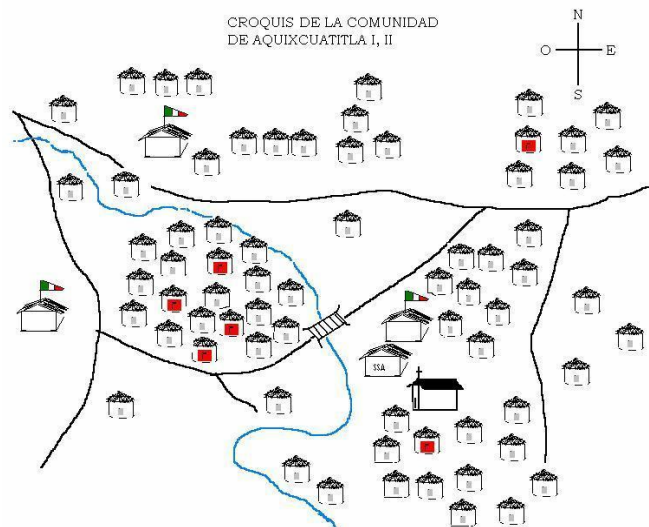 CROQUIS DE LA COMUNIDAD
DE AQUIXCUATITLA I, II
N
O E
S
SSA